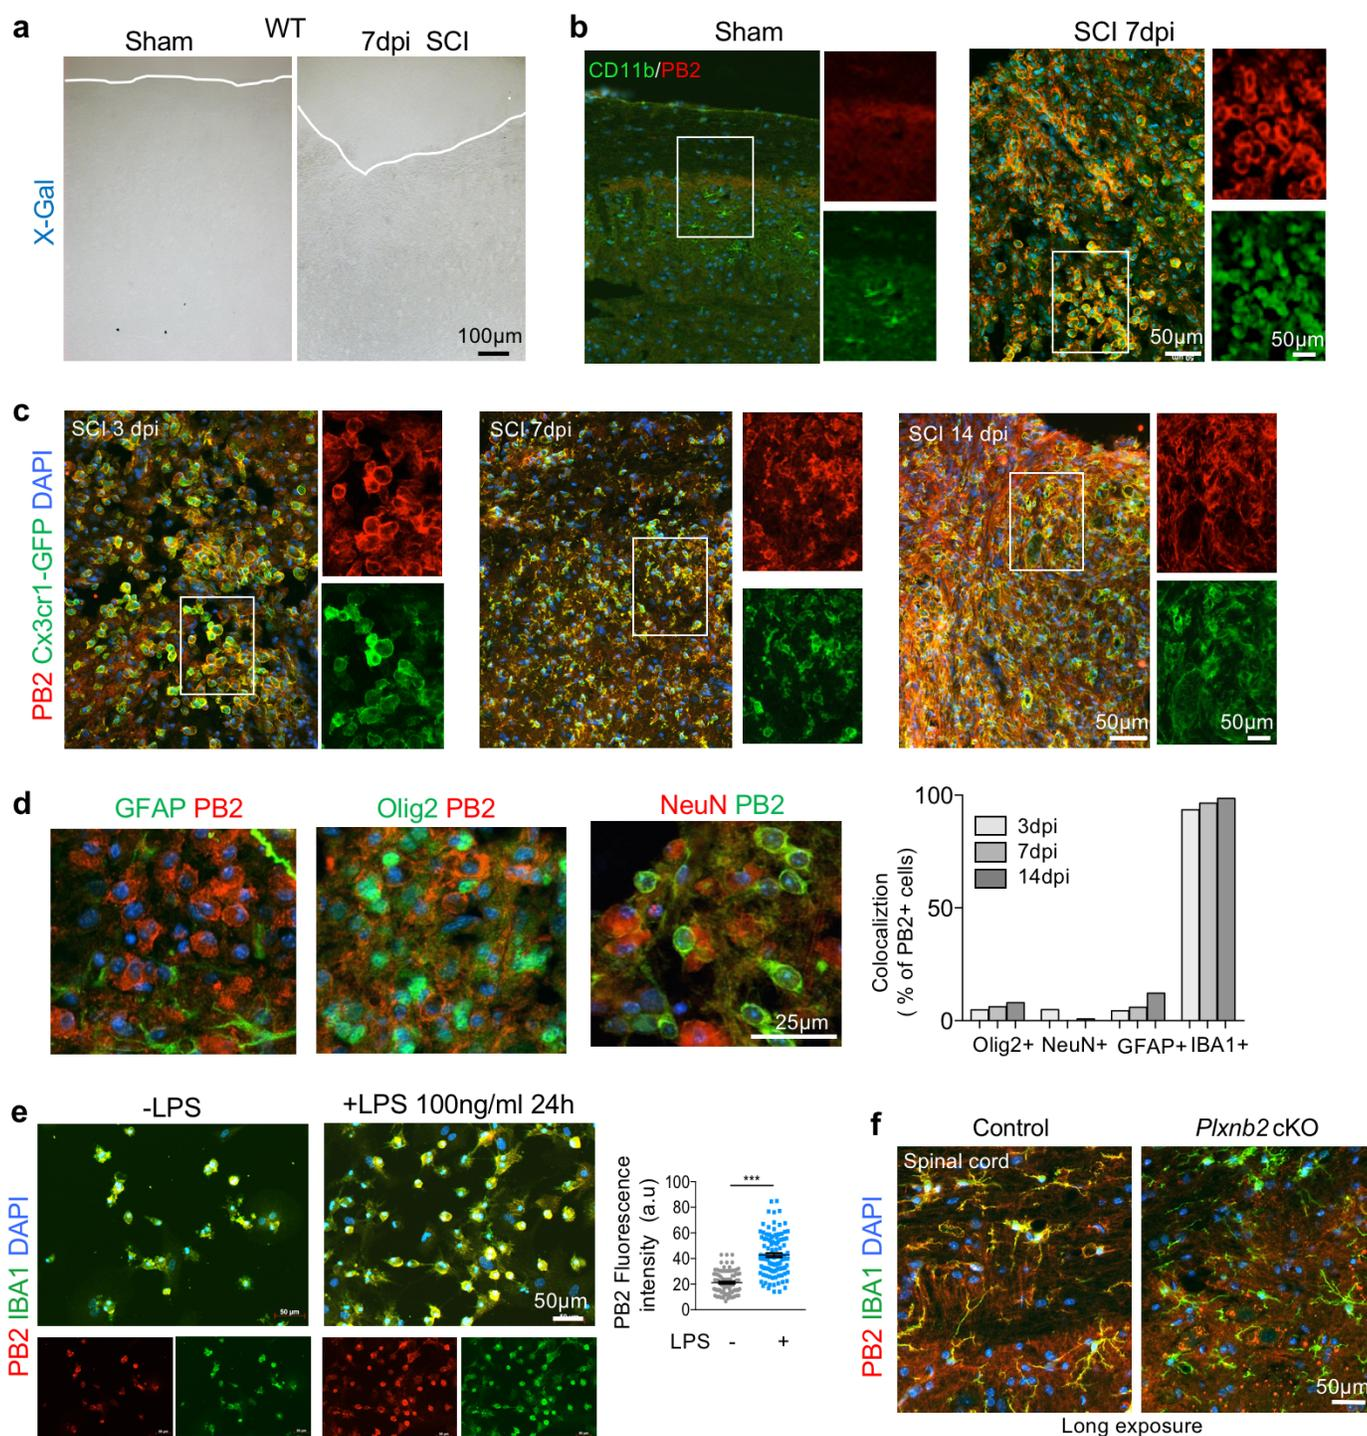 a
WT
Sham
7dpi SCI
X-Gal
100µm
b
Sham
SCI 7dpi
CD11b/PB2
50µm
50µm
c
PB2 Cx3cr1-GFP DAPI
SCI 3 dpi
SCI 7dpi
SCI 14 dpi
50µm
50µm
d
GFAP PB2
Olig2 PB2
NeuN PB2
25µm
Colocaliztion
( % of PB2+ cells)
100
50
0
3dpi
7dpi
14dpi
Olig2+ NeuN+ GFAP+ IBA1+
e
-LPS
+LPS 100ng/ml 24h
PB2 IBA1 DAPI
50 µm
50µm
PB2 Fluorescence
intensity (a.u)
100
80
60
40
20
0
***
LPS - +
f
Control
Plxnb2 cKO
PB2 IBA1 DAPI
Spinal cord
50µm
Long exposure